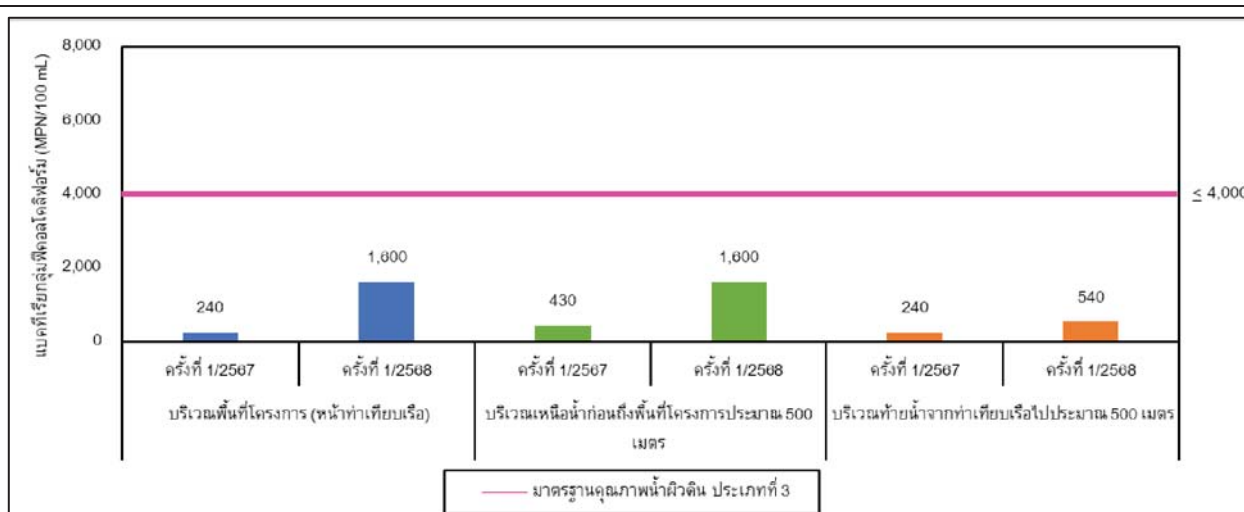 แบคทีเรียกลุ่มฟีคอลโคลิฟอร์ม (MPN/100 mL)
8,000
6,000
4,000
2,000
0
≤ 4,000
240
1,600
430
1,600
240
540
ครั้งที่ 1/2567
ครั้งที่ 1/2568
ครั้งที่ 1/2567
ครั้งที่ 1/2568
ครั้งที่ 1/2567
ครั้งที่ 1/2568
บริเวณพื้นที่โครงการ (หน้าท่าเทียบเรือ)
บริเวณเหนือน้ำก่อนถึงพื้นที่โครงการประมาณ 500
เมตร
บริเวณท้ายน้ำจากท่าเทียบเรือไปประมาณ 500 เมตร
มาตรฐานคุณภาพน้ำผิวดิน ประเภทที่ 3